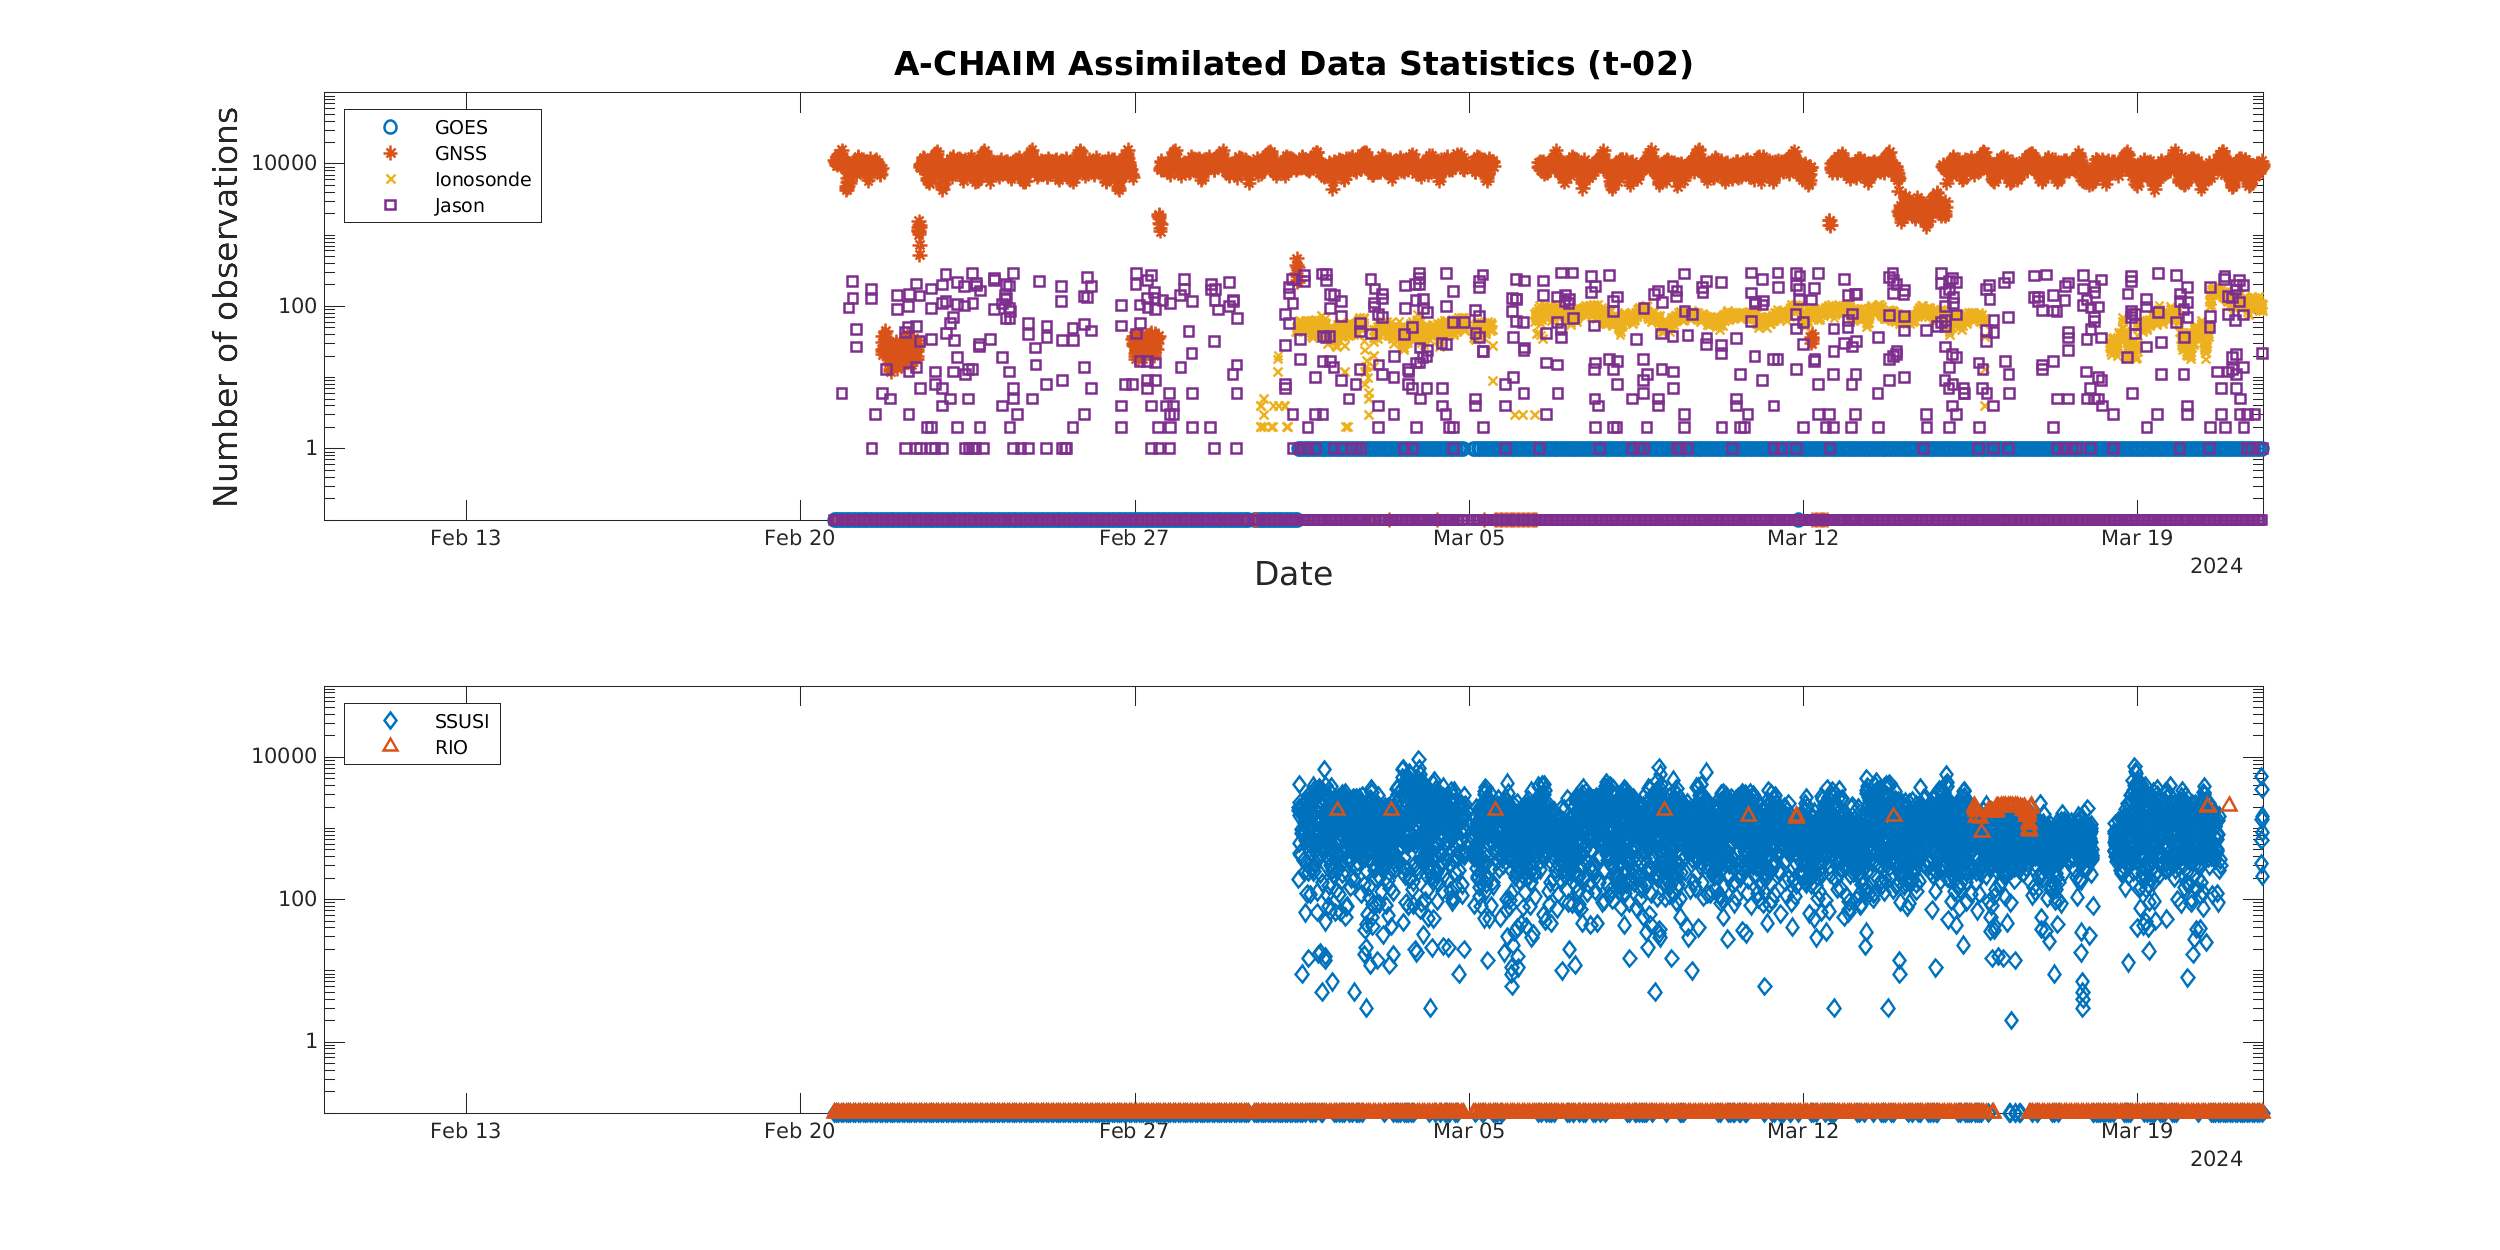 A-CHAIM Assimilated Data Statistics (t-02)
Number of observations
10000
100
1
GOES
GNSS
Ionosonde
Jason
Feb 13
Feb 20
Feb 27
Mar 05
Mar 12
Mar 19
2024
Date
10000
100
1
SSUSI
RIO
Feb 13
Feb 20
Feb 27
Mar 05
Mar 12
Mar 19
2024